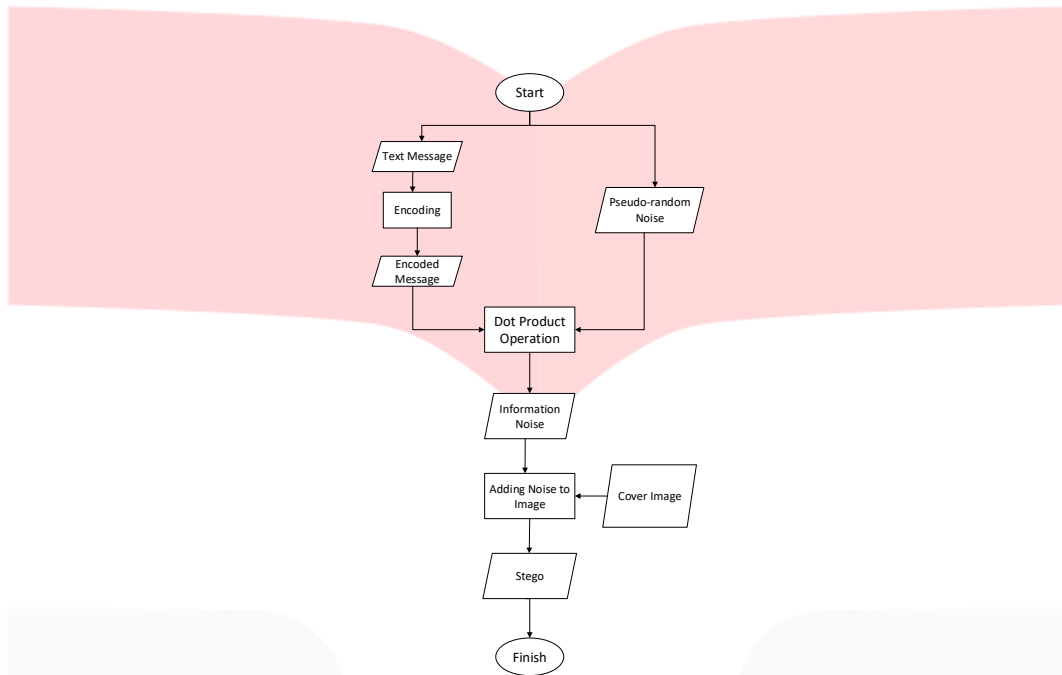 Start
Text Message
Pseudo-random
Noise
Encoding
Encoded
Message
Dot Product
Operation
Information
Noise
Adding Noise to
Image
Cover Image
Stego
Finish